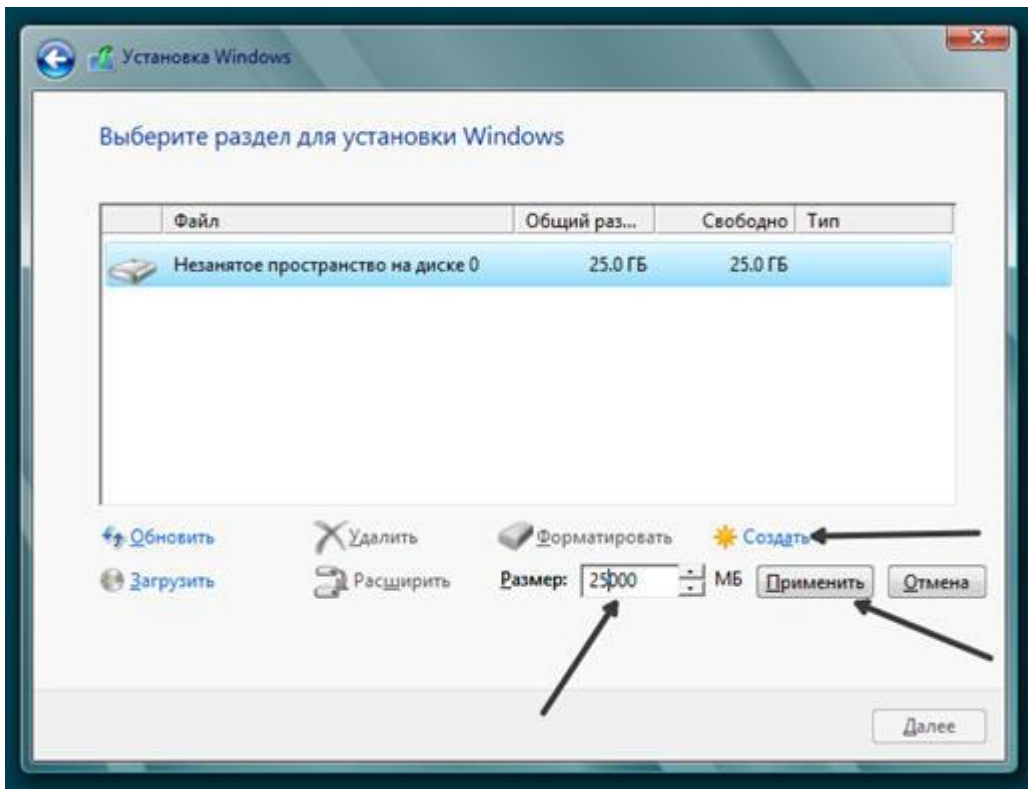 Установка Windows
Выберите раздел для установки Windows
Файл Общий раз... Свободно Тип
Незанятое пространство на диске 0 25.0 ГБ 25.0 ГБ
Обновить Удалить Форматировать Создать
Загрузить Расширить Размер: 25000 МБ Применить Отмена
Далее